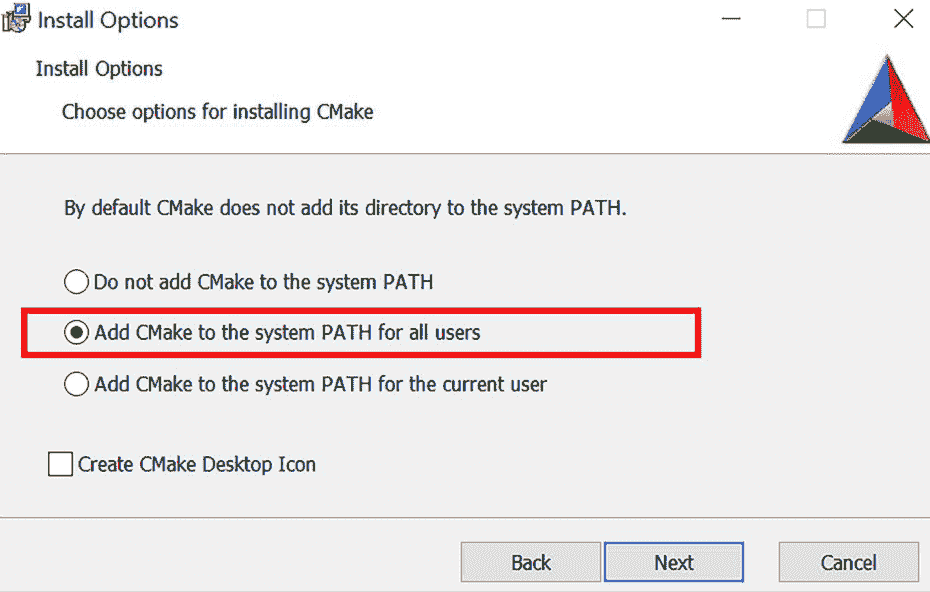 Install Options
Install Options
Choose options for installing CMake
By default CMake does not add its directory to the system PATH.
Do not add CMake to the system PATH
Add CMake to the system PATH for all users
Add CMake to the system PATH for the current user
Create CMake Desktop Icon
Back Next Cancel